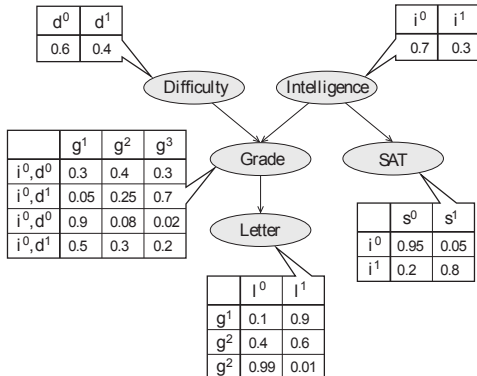 d⁰ d¹
0.6 0.4
i⁰ i¹
0.7 0.3
Difficulty
Intelligence
g¹ g² g³
i⁰,d⁰ 0.3 0.4 0.3
i⁰,d¹ 0.05 0.25 0.7
i⁰,d⁰ 0.9 0.08 0.02
i⁰,d¹ 0.5 0.3 0.2
Grade
SAT
s⁰ s¹
i⁰ 0.95 0.05
i¹ 0.2 0.8
Letter
l⁰ l¹
g¹ 0.1 0.9
g² 0.4 0.6
g² 0.99 0.01